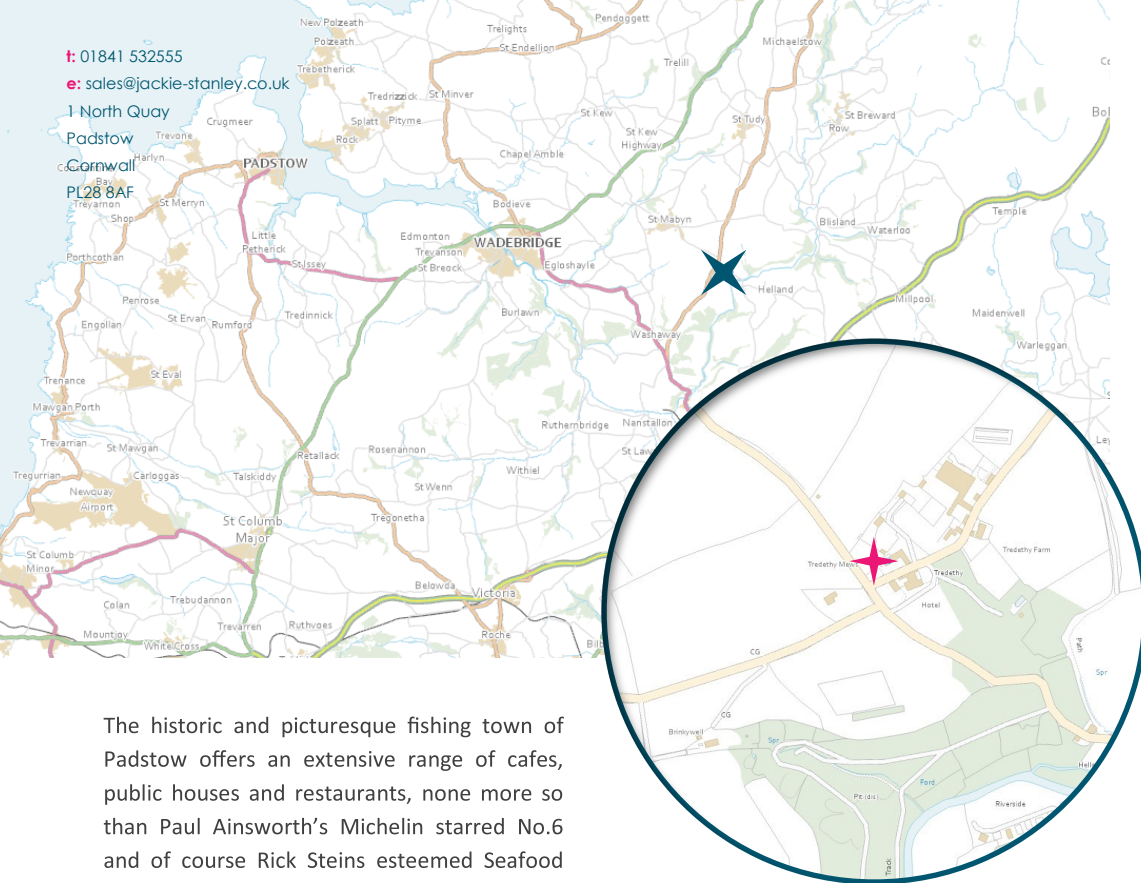 t: 01841 532555
e: sales@jackie-stanley.co.uk
1 North Quay
Padstow
Cornwall
PL28 8AF
New Polzeath
Polzeath
Trebetherick
Trelights
St Endellion
Pendoggett
Michaelstow
Trelill
St Minver
Tredrizzick
Splatt
Pityme
Rock
Crugmeer
Trevone
Harlyn
Bay
Trevarnon
St Merryn
Shop
PADSTOW
St Kew
St Kew
Highway
St Tudy
St Breward
Row
Chapel Amble
Bodieve
St Mabyn
Blisland
Waterloo
Temple
Little
Petherick
St Issey
Edmonton
Trevanson
St Breock
WADEBRIDGE
Egloshayle
Helland
Millpool
Maidenwell
Warleggan
Porthcothan
Penrose
Engollan
St Ervan
Rumford
Tredinnick
Burlawn
Washaway
Trenance
St Eval
Mawgan Porth
Ruthernbridge
Nanstallon
Trevarrian
St Mawgan
Retallack
Rosenannon
Tregurrian
Carloggas
Talskiddy
Withiel
Newquay
Airport
St Wenn
St Columb
Major
Tregonetha
St Columb
Minor
Belowda
Victoria
Colan
Trebudannon
Trevarren
Ruthvoes
Roche
Mountjoy
White Cross
Tredethy Mews
Tredethy
Tredethy Farm
Hotel
CG
CG
Path
Spr
Brinkywell
Spr
Ford
Pit (dis)
Riverside
Track
The historic and picturesque fishing town of
Padstow offers an extensive range of cafes,
public houses and restaurants, none more so
than Paul Ainsworth’s Michelin starred No.6
and of course Rick Steins esteemed Seafood